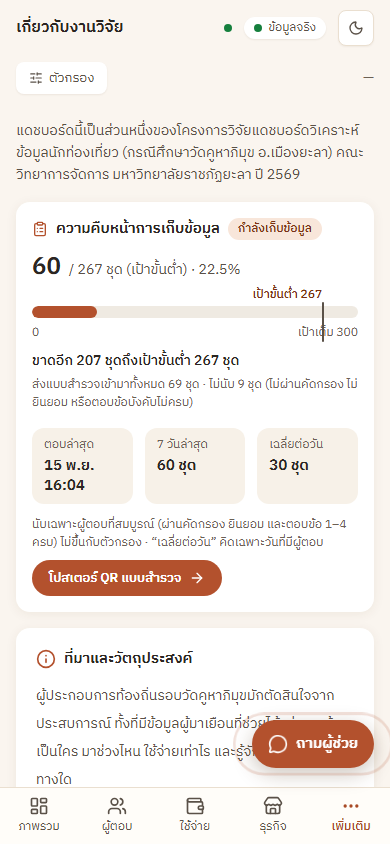 เกี่ยวกับงานวิจัย
ข้อมูลจริง
ตัวกรอง
แดชบอร์ดนี้เป็นส่วนหนึ่งของโครงการวิจัยแดชบอร์ดวิเคราะห์
ข้อมูลนักท่องเที่ยว (กรณีศึกษาวัดคูหาภิมุข อ.เมืองยะลา) คณะ
วิทยาการจัดการ มหาวิทยาลัยราชภัฏยะลา ปี 2569
ความคืบหน้าการเก็บข้อมูล กำลังเก็บข้อมูล
60 / 267 ชุด (เป้าขั้นต่ำ) · 22.5%
เป้าขั้นต่ำ 267
0 เป้าเต็ม 300
ขาดอีก 207 ชุดถึงเป้าขั้นต่ำ 267 ชุด
ส่งแบบสำรวจเข้ามาทั้งหมด 69 ชุด · ไม่นับ 9 ชุด (ไม่ผ่านคัดกรอง ไม่
ยินยอม หรือตอบข้อบังคับไม่ครบ)
ตอบล่าสุด
15 พ.ย.
16:04
7 วันล่าสุด
60 ชุด
เฉลี่ยต่อวัน
30 ชุด
นับเฉพาะผู้ตอบที่สมบูรณ์ (ผ่านคัดกรอง ยินยอม และตอบข้อ 1–4
ครบ) ไม่ขึ้นกับตัวกรอง · “เฉลี่ยต่อวัน” คิดเฉพาะวันที่มีผู้ตอบ
โปสเตอร์ QR แบบสำรวจ
ที่มาและวัตถุประสงค์
ผู้ประกอบการท้องถิ่นรอบวัดคูหาภิมุขมักตัดสินใจจาก
ประสบการณ์ ทั้งที่มีข้อมูลผู้มาเยือนที่ช่วย
เป็นใคร มาช่วงไหน ใช้จ่ายเท่าไร และ
ทางใด
ถามผู้ช่วย
ภาพรวม
ผู้ตอบ
ใช้จ่าย
ธุรกิจ
เพิ่มเติม